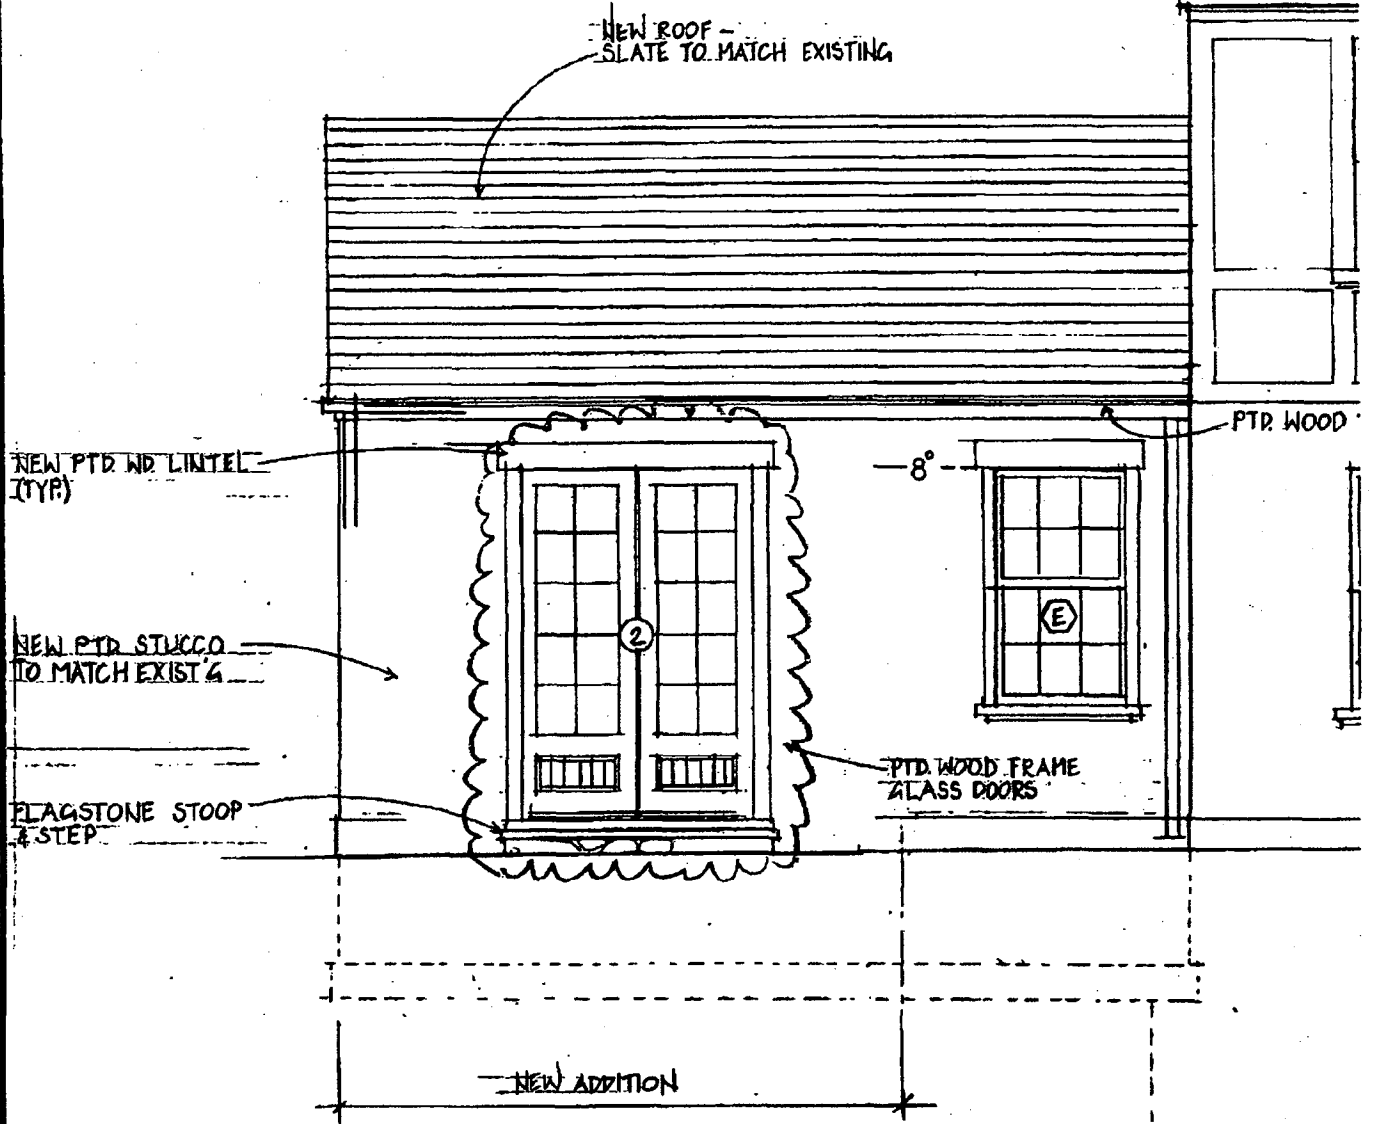 NEW ROOF -
SLATE TO MATCH EXISTING
PTD. WOOD
NEW PTD. WD. LINTEL
(TYP.)
8°
E
2
NEW PTD. STUCCO
TO MATCH EXIST'G
PTD. WOOD FRAME
GLASS DOORS
FLAGSTONE STOOP
& STEP
NEW ADDITION